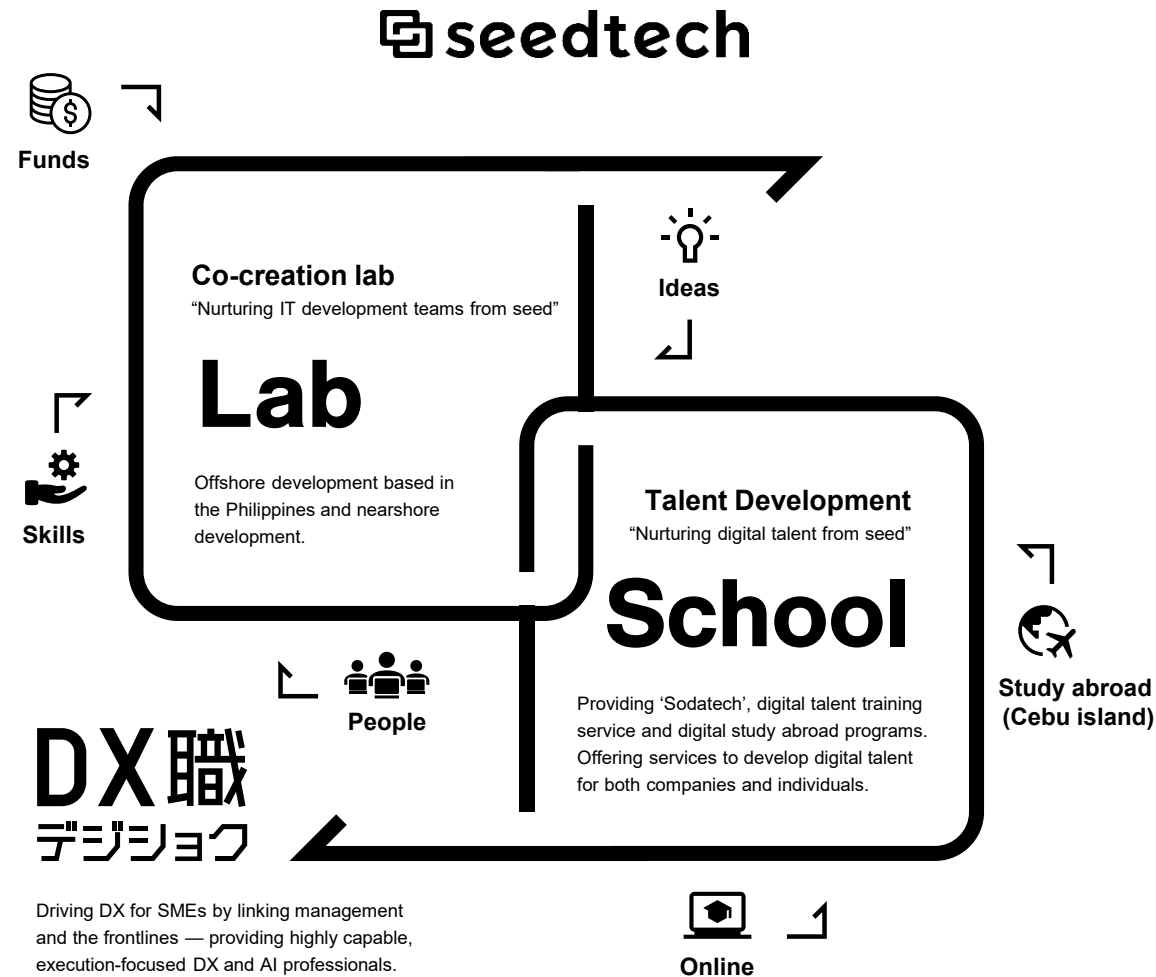 seedtech
Funds
Co-creation lab
“Nurturing IT development teams from seed”
Lab
Offshore development based in
the Philippines and nearshore
development.
Ideas
Skills
Talent Development
“Nurturing digital talent from seed”
School
Providing ‘Sodatech’, digital talent training
service and digital study abroad programs.
Offering services to develop digital talent
for both companies and individuals.
Study abroad
(Cebu island)
People
DX職
デジショク
Driving DX for SMEs by linking management
and the frontlines — providing highly capable,
execution-focused DX and AI professionals.
Online